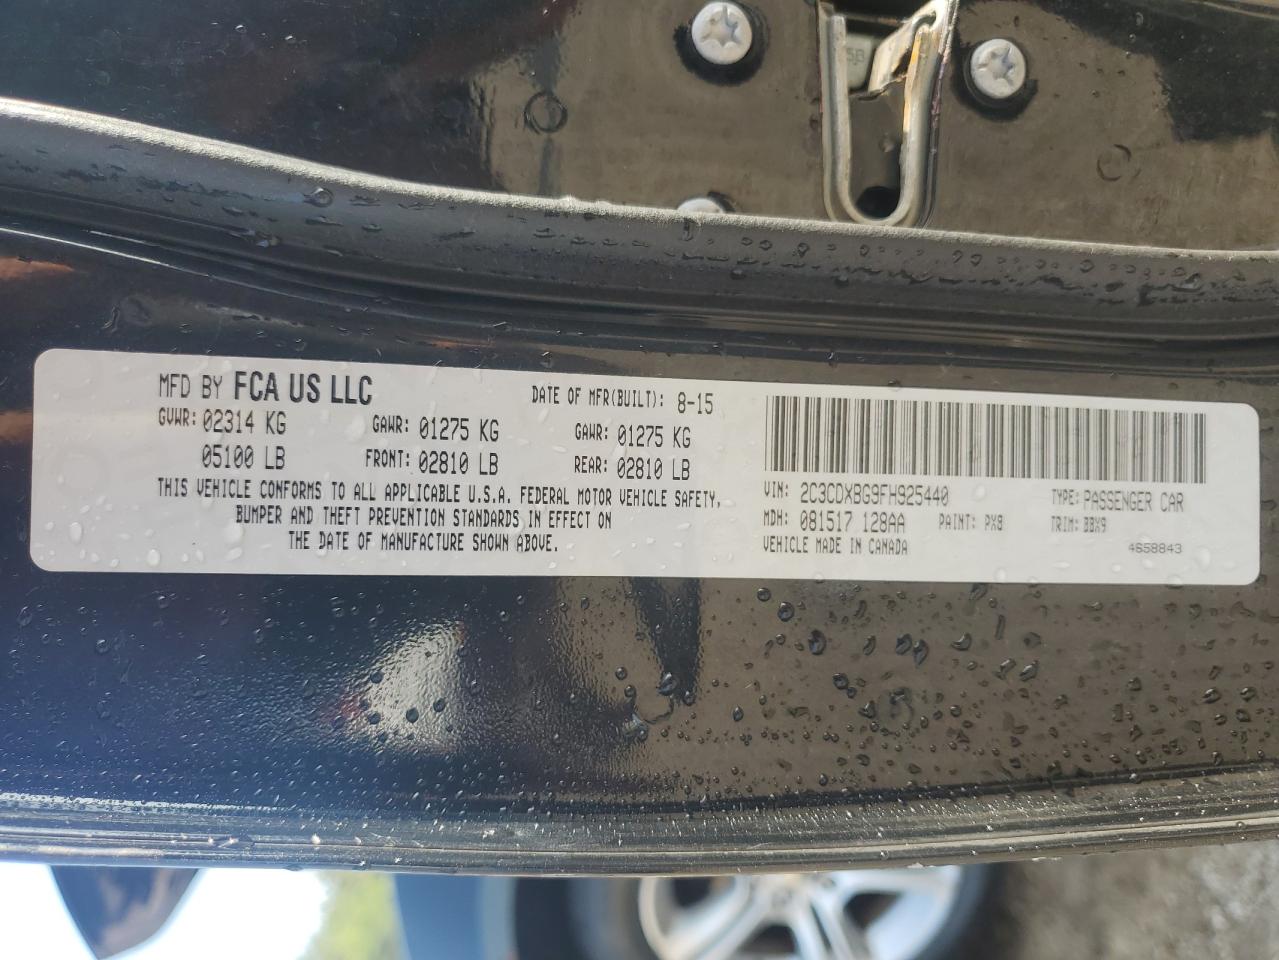 MFD BY FCA US LLC DATE OF MFR(BUILT): 8-15
GVWR: 02314 KG GAWR: 01275 KG GAWR: 01275 KG
05100 LB FRONT: 02810 LB REAR: 02810 LB
THIS VEHICLE CONFORMS TO ALL APPLICABLE U.S.A. FEDERAL MOTOR VEHICLE SAFETY,
BUMPER AND THEFT PREVENTION STANDARDS IN EFFECT ON
THE DATE OF MANUFACTURE SHOWN ABOVE.
VIN: 2C3CDXBG9FH925440 TYPE: PASSENGER CAR
MDH: 081517 128AA PAINT: PX8 TRIM: BBX9
VEHICLE MADE IN CANADA 4658843